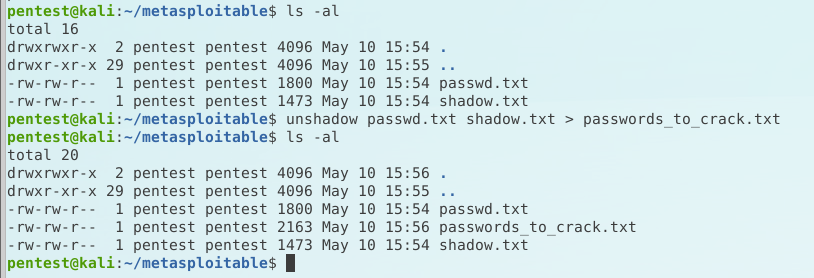 pentest@kali:~/metasploitable$ ls -al
total 16
drwxrwxr-x  2 pentest pentest 4096 May 10 15:54 .
drwxr-xr-x 29 pentest pentest 4096 May 10 15:55 ..
-rw-rw-r--  1 pentest pentest 1800 May 10 15:54 passwd.txt
-rw-rw-r--  1 pentest pentest 1473 May 10 15:54 shadow.txt
pentest@kali:~/metasploitable$ unshadow passwd.txt shadow.txt > passwords_to_crack.txt
pentest@kali:~/metasploitable$ ls -al
total 20
drwxrwxr-x  2 pentest pentest 4096 May 10 15:56 .
drwxr-xr-x 29 pentest pentest 4096 May 10 15:55 ..
-rw-rw-r--  1 pentest pentest 1800 May 10 15:54 passwd.txt
-rw-rw-r--  1 pentest pentest 2163 May 10 15:56 passwords_to_crack.txt
-rw-rw-r--  1 pentest pentest 1473 May 10 15:54 shadow.txt
pentest@kali:~/metasploitable$